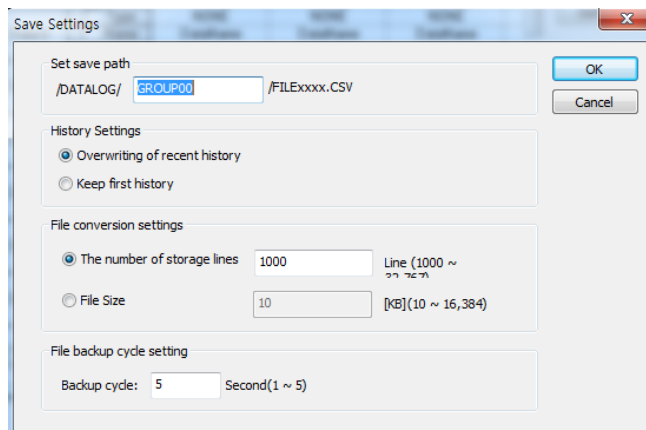 Save Settings
Set save path
/DATALOG/ GROUP00 /FILExxxx.CSV
OK
Cancel
History Settings
Overwriting of recent history
Keep first history
File conversion settings
The number of storage lines 1000 Line (1000 ~
32,767)
File Size 10 [KB](10 ~ 16,384)
File backup cycle setting
Backup cycle: 5 Second(1 ~ 5)